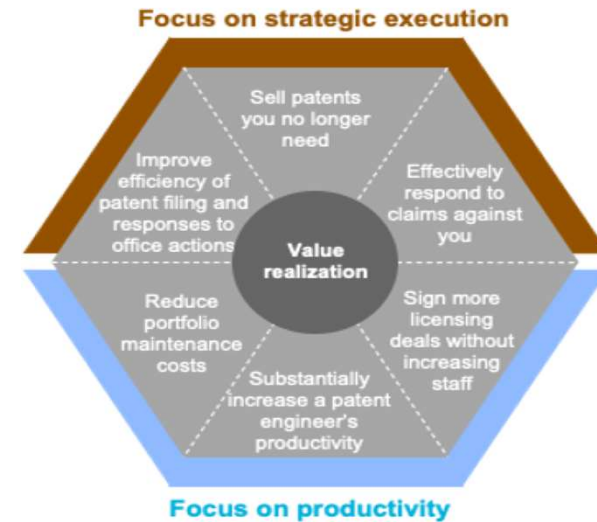 Focus on strategic execution
Sell patents
you no longer
need
Improve
efficiency of
patent filing and
responses to
office actions
Effectively
respond to
claims against
you
Value
realization
Reduce
portfolio
maintenance
costs
Sign more
licensing
deals without
increasing
staff
Substantially
increase a patent
engineer's
productivity
Focus on productivity